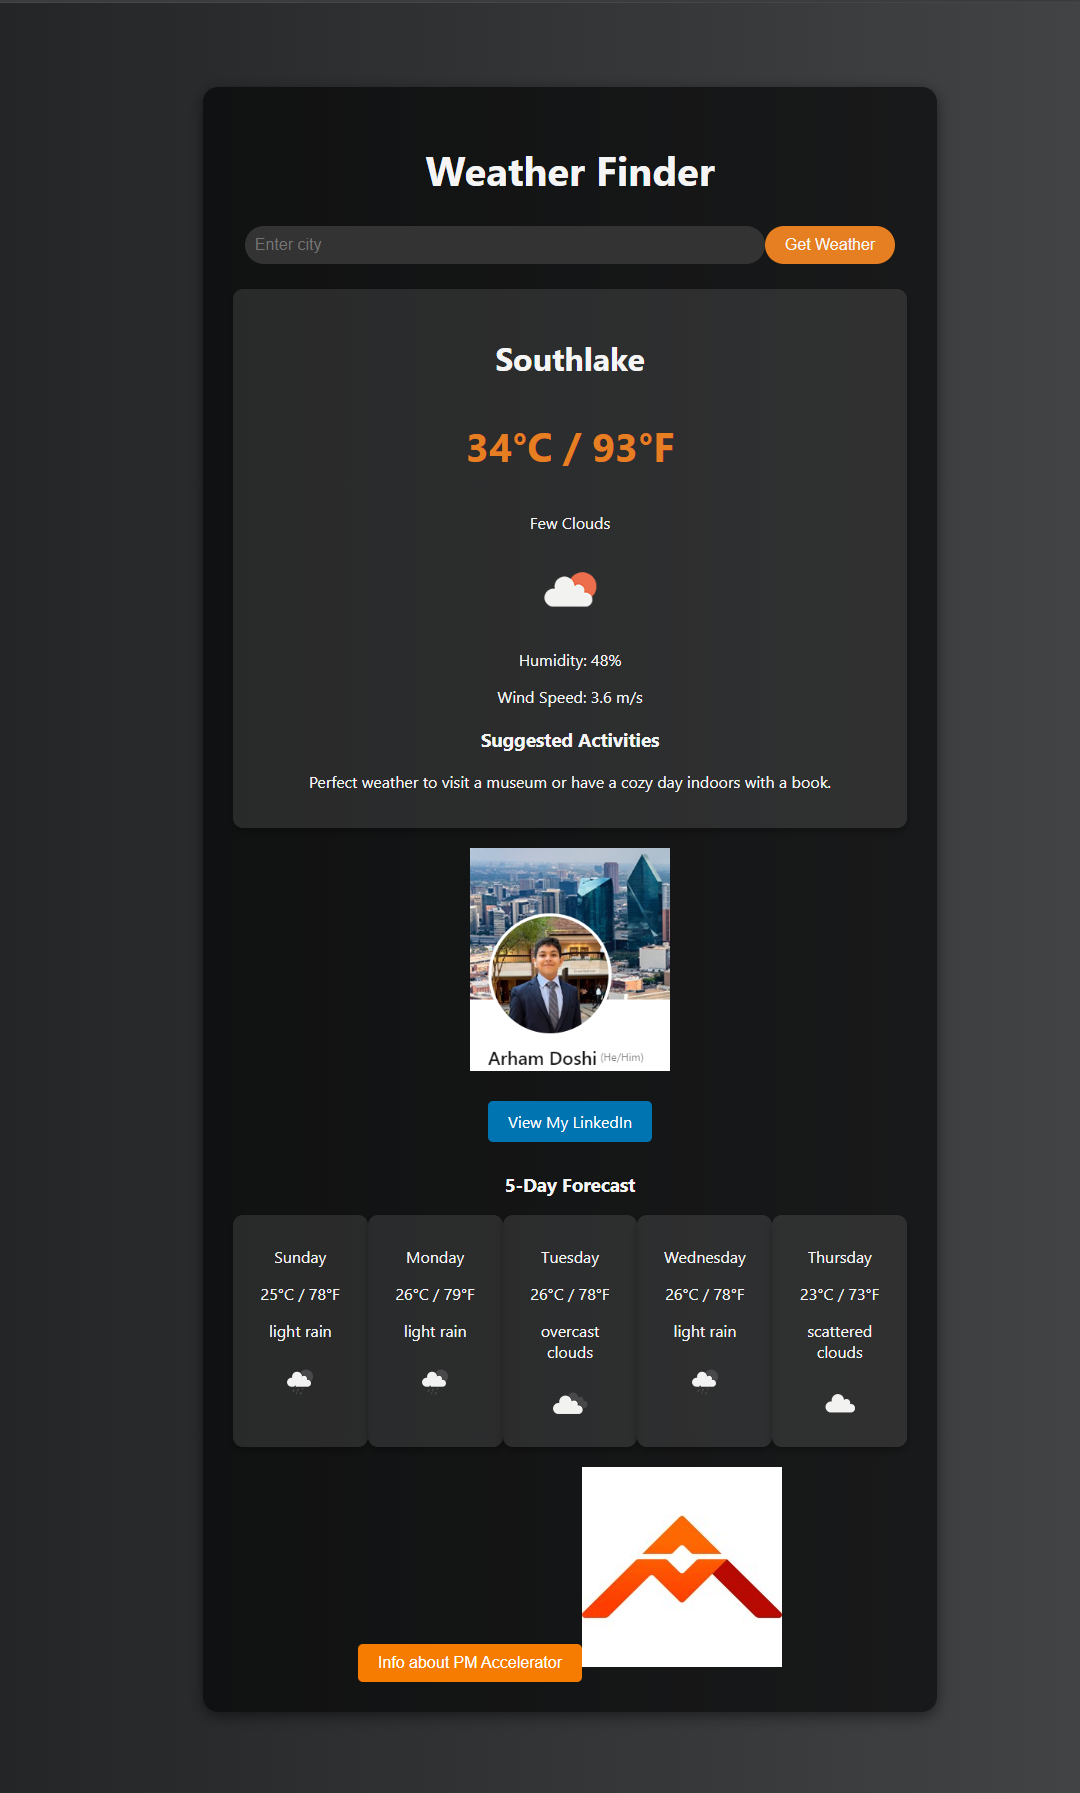 Weather Finder
Enter city
Get Weather
Southlake
34°C / 93°F
Few Clouds
Humidity: 48%
Wind Speed: 3.6 m/s
Suggested Activities
Perfect weather to visit a museum or have a cozy day indoors with a book.
Arham Doshi (He/Him)
View My LinkedIn
5-Day Forecast
Sunday
25°C / 78°F
light rain
Monday
26°C / 79°F
light rain
Tuesday
26°C / 78°F
overcast
clouds
Wednesday
26°C / 78°F
light rain
Thursday
23°C / 73°F
scattered
clouds
Info about PM Accelerator